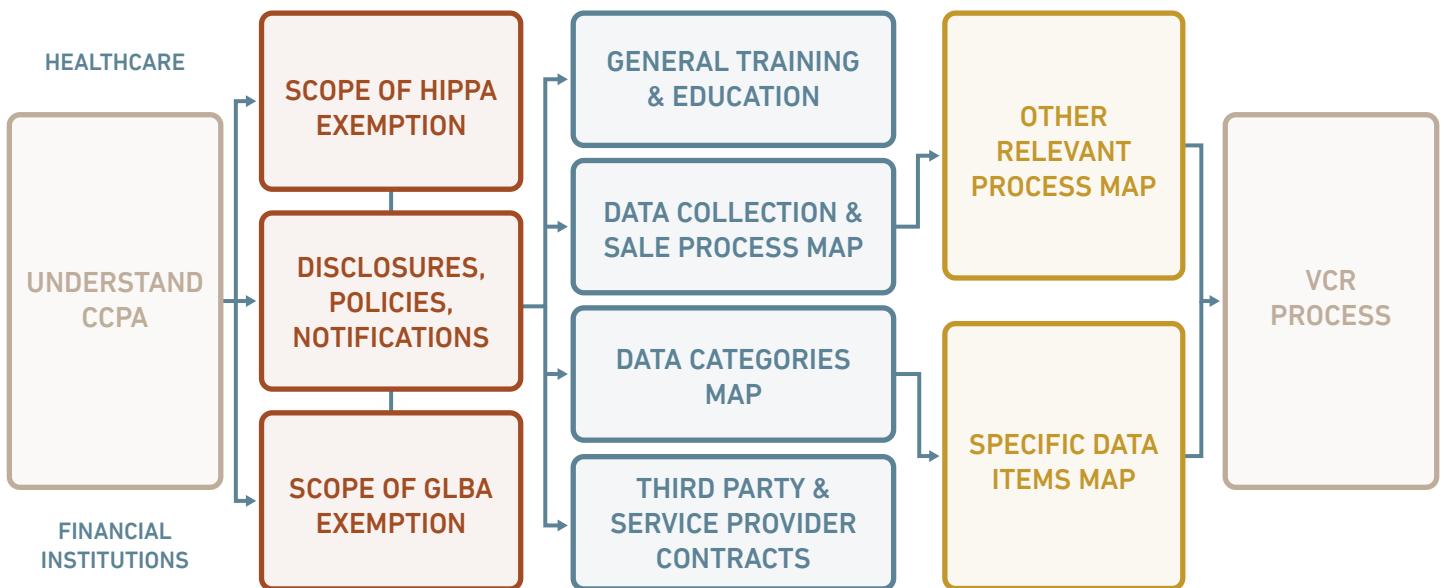 HEALTHCARE
UNDERSTAND
CCPA
FINANCIAL
INSTITUTIONS
SCOPE OF HIPPA
EXEMPTION
DISCLOSURES,
POLICIES,
NOTIFICATIONS
SCOPE OF GLBA
EXEMPTION
GENERAL TRAINING
& EDUCATION
DATA COLLECTION &
SALE PROCESS MAP
DATA CATEGORIES
MAP
THIRD PARTY &
SERVICE PROVIDER
CONTRACTS
OTHER
RELEVANT
PROCESS MAP
SPECIFIC DATA
ITEMS MAP
VCR
PROCESS